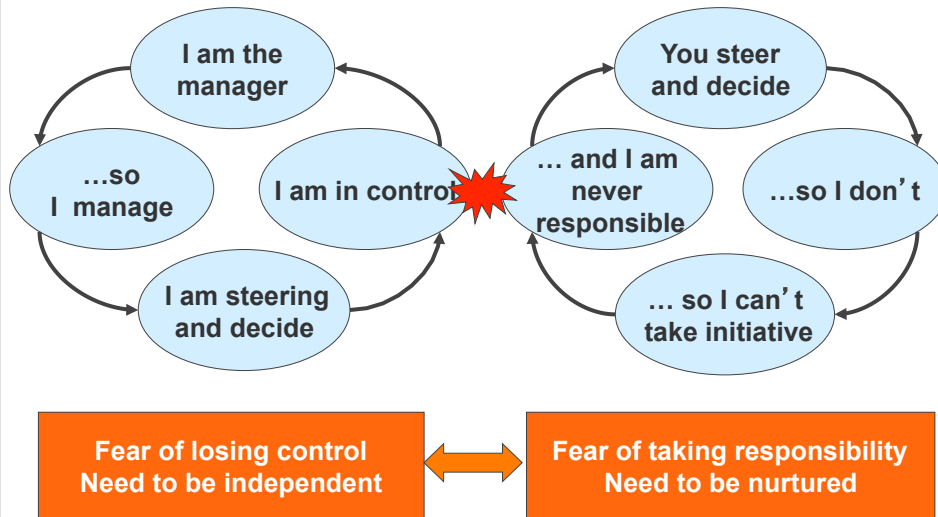 I am the
manager
…so
I manage
I am steering
and decide
I am in control
You steer
and decide
…so I don’t
… so I can’t
take initiative
… and I am
never
responsible
Fear of losing control
Need to be independent
Fear of taking responsibility
Need to be nurtured